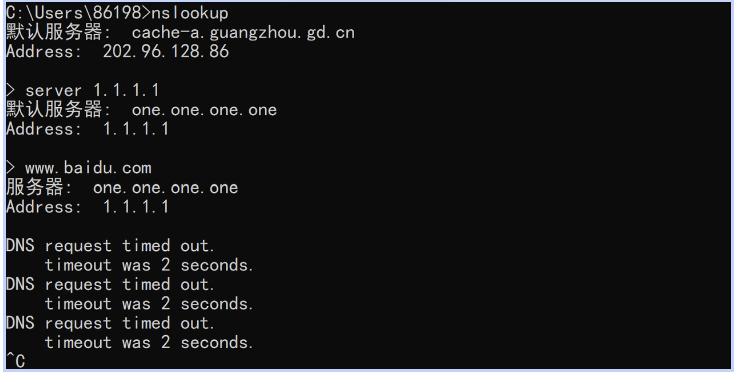 C:\Users\86198>nslookup
默认服务器:  cache-a.guangzhou.gd.cn
Address:  202.96.128.86
> server 1.1.1.1
默认服务器:  one.one.one.one
Address:  1.1.1.1
> www.baidu.com
服务器:  one.one.one.one
Address:  1.1.1.1
DNS request timed out.
    timeout was 2 seconds.
DNS request timed out.
    timeout was 2 seconds.
DNS request timed out.
    timeout was 2 seconds.
^C